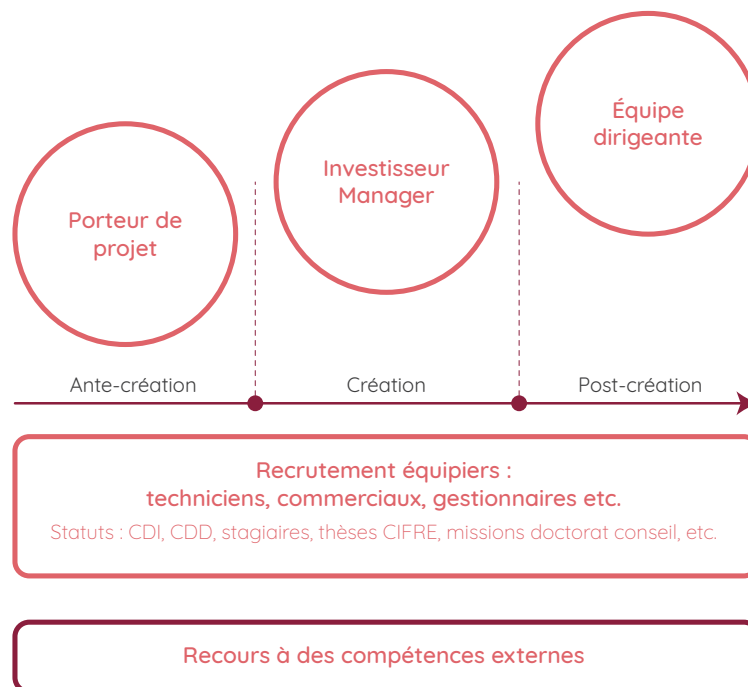 Équipe
dirigeante
Investisseur
Manager
Porteur de
projet
Ante-création
Création
Post-création
Recrutement équipiers :
techniciens, commerciaux, gestionnaires etc.
Statuts : CDI, CDD, stagiaires, thèses CIFRE, missions doctorat conseil, etc.
Recours à des compétences externes